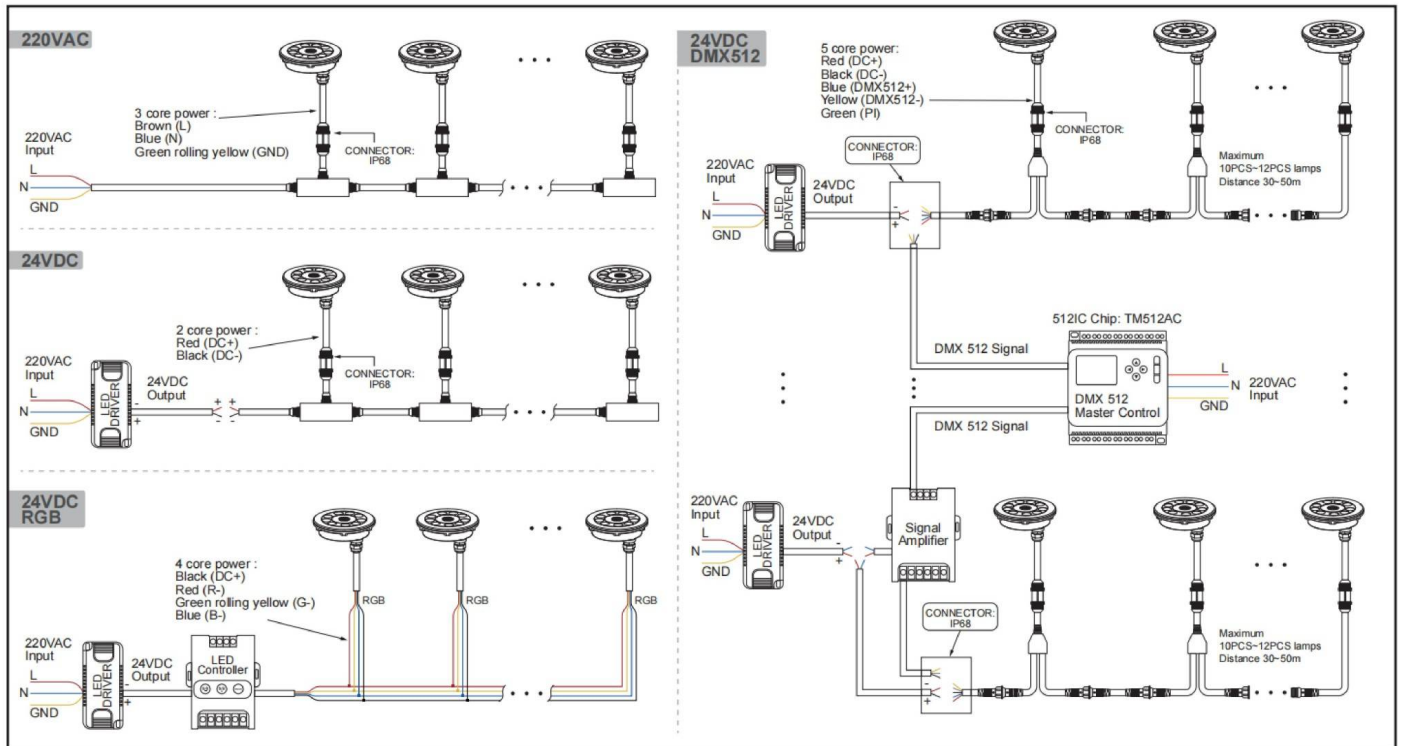 220VAC
3 core power :
Brown (L)
Blue (N)
Green rolling yellow (GND)
CONNECTOR:
IP68
220VAC
Input
L
N
GND
24VDC
2 core power :
Red (DC+)
Black (DC-)
CONNECTOR:
IP68
220VAC
Input
L
N
GND
LED
DRIVER
24VDC
Output
-
+
+ +
- -
24VDC
RGB
4 core power :
Black (DC+)
Red (R-)
Green rolling yellow (G-)
Blue (B-)
RGB
RGB
RGB
220VAC
Input
L
N
GND
LED
DRIVER
24VDC
Output
-
+
LED
Controller
24VDC
DMX512
5 core power:
Red (DC+)
Black (DC-)
Blue (DMX512+)
Yellow (DMX512-)
Green (PI)
CONNECTOR:
IP68
CONNECTOR:
IP68
Maximum
10PCS~12PCS lamps
Distance 30~50m
220VAC
Input
L
N
GND
LED
DRIVER
24VDC
Output
-
+
512IC Chip: TM512AC
DMX 512 Signal
DMX 512
Master Control
L
N
GND
220VAC
Input
DMX 512 Signal
220VAC
Input
L
N
GND
LED
DRIVER
24VDC
Output
-
+
Signal
Amplifier
CONNECTOR:
IP68
-
+
Maximum
10PCS~12PCS lamps
Distance 30~50m